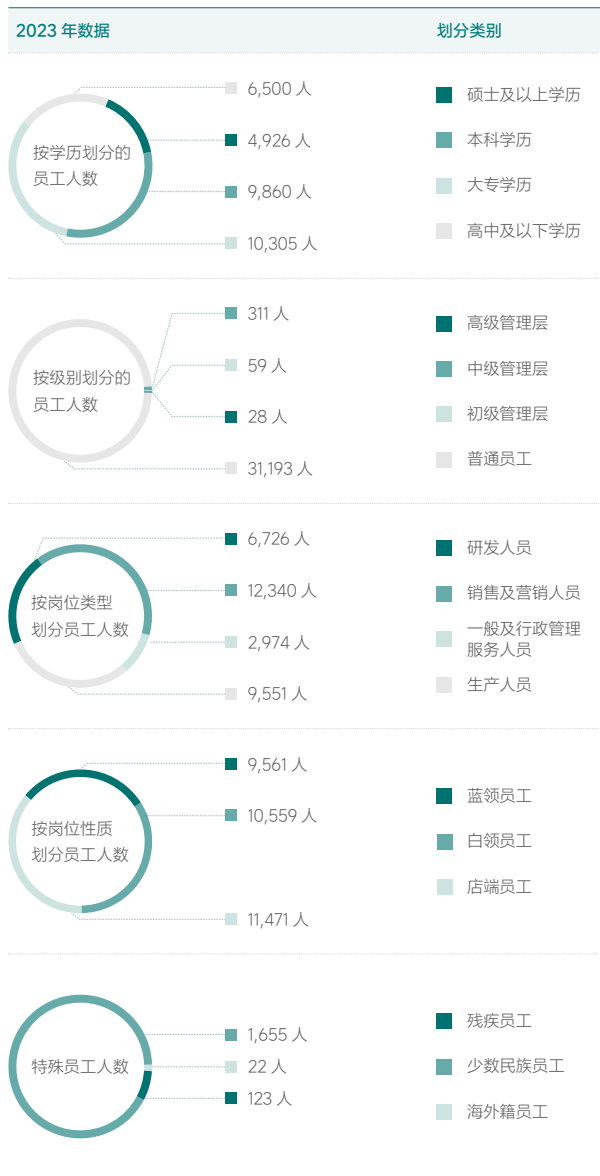 2023 年数据
划分类别
按学历划分的
员工人数
6,500 人
4,926 人
9,860 人
10,305 人
硕士及以上学历
本科学历
大专学历
高中及以下学历
按级别划分的
员工人数
311 人
59 人
28 人
31,193 人
高级管理层
中级管理层
初级管理层
普通员工
按岗位类型
划分员工人数
6,726 人
12,340 人
2,974 人
9,551 人
研发人员
销售及营销人员
一般及行政管理
服务人员
生产人员
按岗位性质
划分员工人数
9,561 人
10,559 人
11,471 人
蓝领员工
白领员工
店端员工
特殊员工人数
1,655 人
22 人
123 人
残疾员工
少数民族员工
海外籍员工